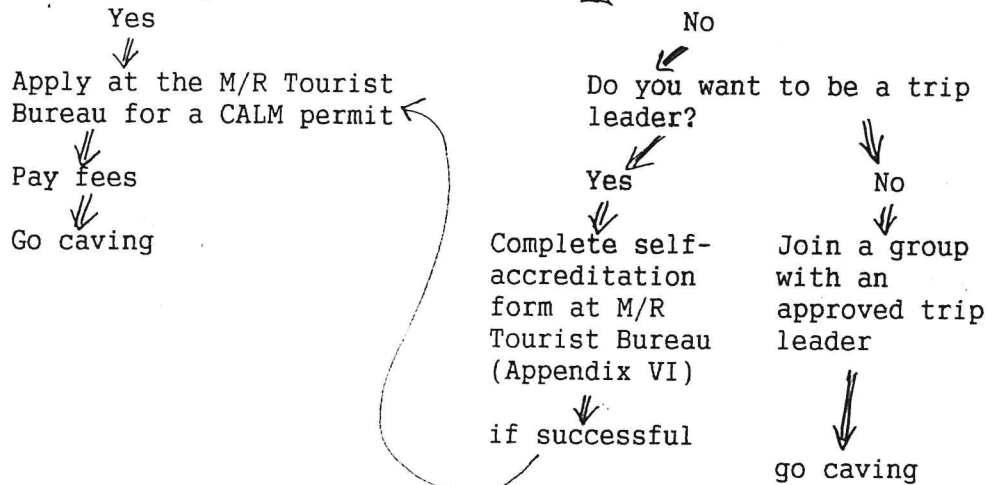 Yes
Apply at the M/R Tourist
Bureau for a CALM permit
Pay fees
Go caving
No
Do you want to be a trip
leader?
Yes
Complete self-
accreditation
form at M/R
Tourist Bureau
(Appendix VI)
if successful
No
Join a group
with an
approved trip
leader
go caving